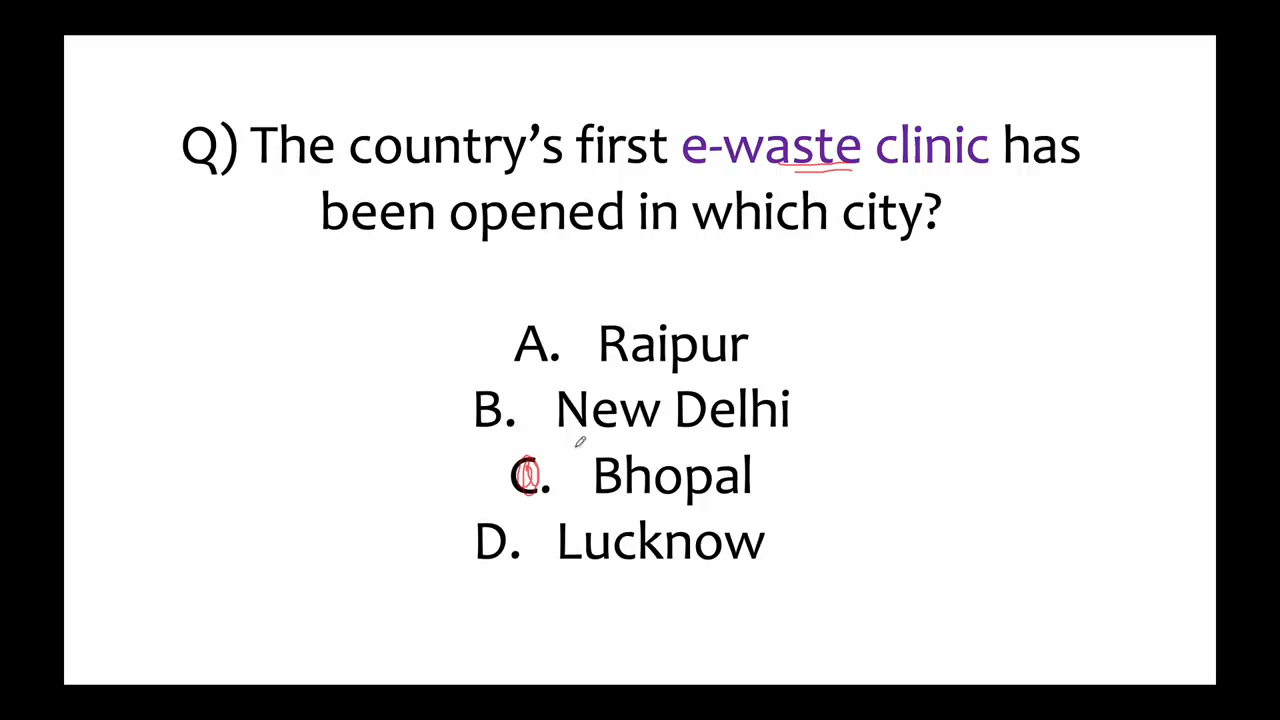 Q) The country’s first e-waste clinic has
been opened in which city?
A. Raipur
B. New Delhi
C. Bhopal
D. Lucknow